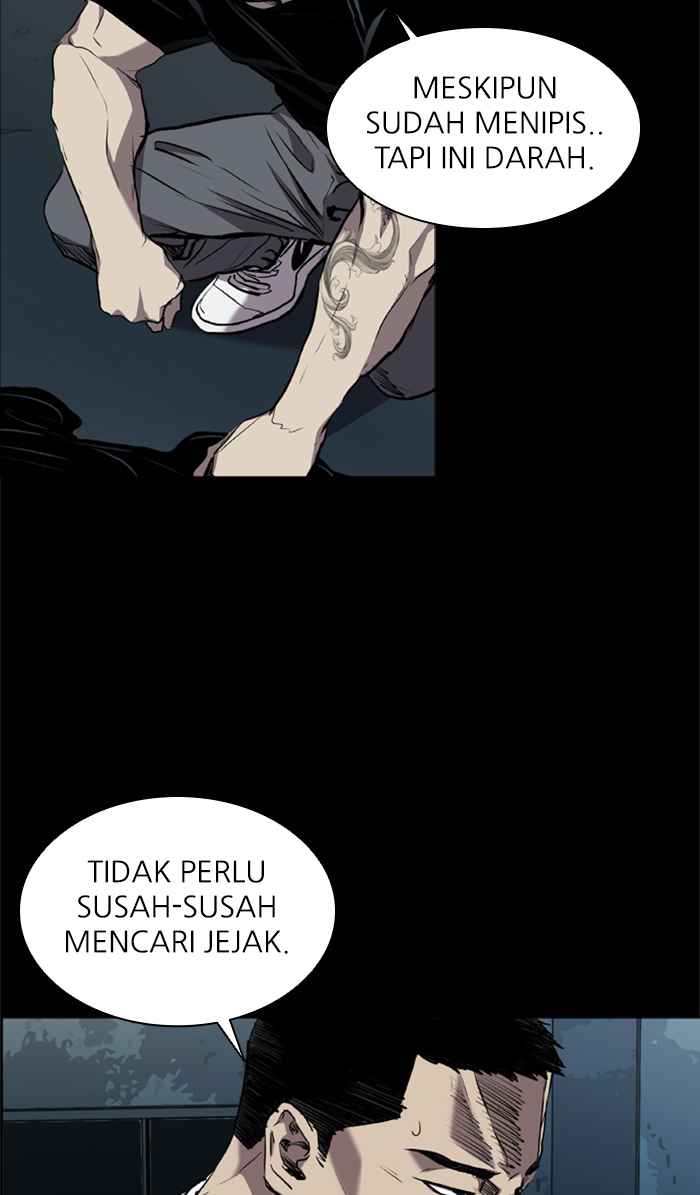 MESKIPUN
SUDAH MENIPIS..
TAPI INI DARAH.
TIDAK PERLU
SUSAH-SUSAH
MENCARI JEJAK.